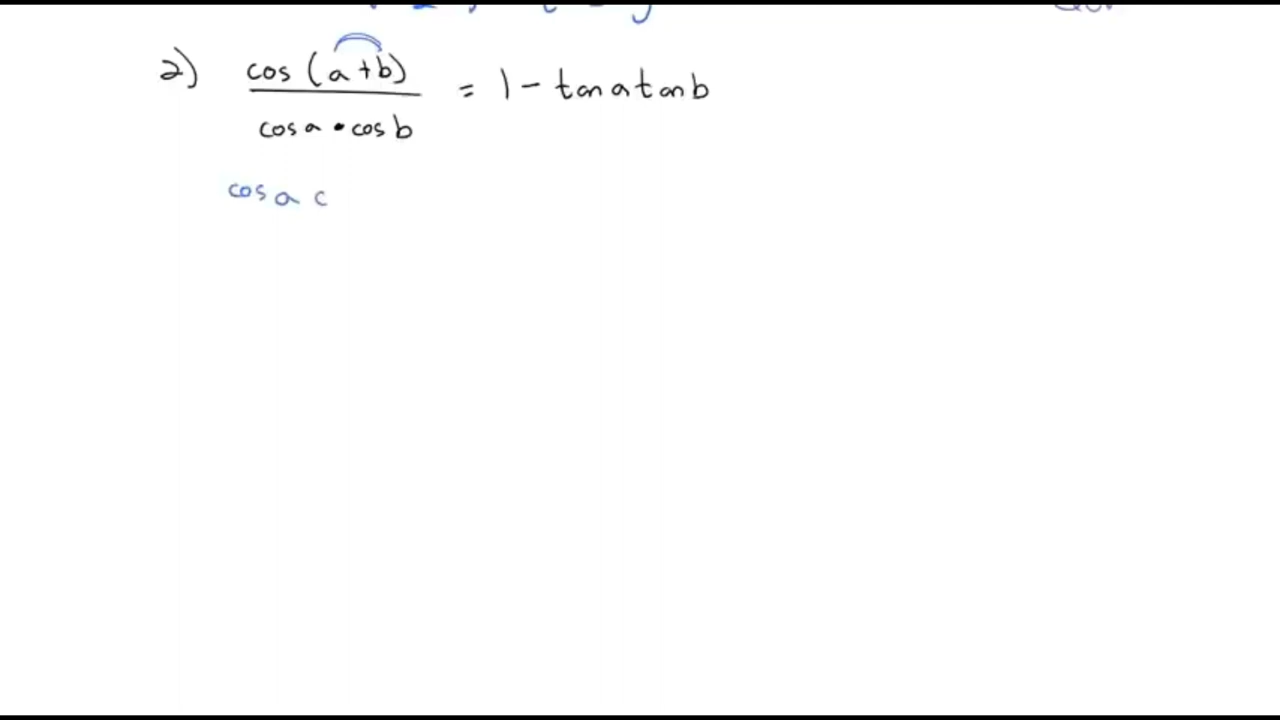 2) cos (a+b) / cos a • cos b = 1 - tan a tan b
cos a c